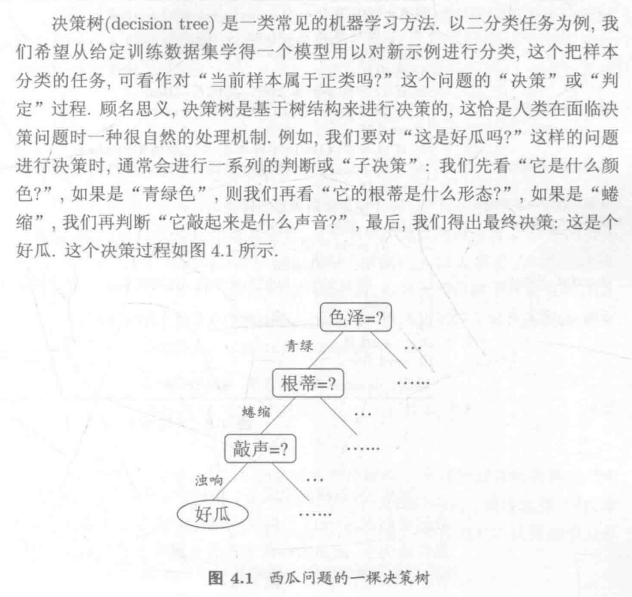 决策树(decision tree) 是一类常见的机器学习方法. 以二分类任务为例, 我
们希望从给定训练数据集学得一个模型用以对新示例进行分类, 这个把样本
分类的任务, 可看作对“当前样本属于正类吗?”这个问题的“决策”或“判
定”过程. 顾名思义, 决策树是基于树结构来进行决策的, 这恰是人类在面临决
策问题时一种很自然的处理机制. 例如, 我们要对“这是好瓜吗?”这样的问题
进行决策时, 通常会进行一系列的判断或“子决策”: 我们先看“它是什么颜
色?”, 如果是“青绿色”, 则我们再看“它的根蒂是什么形态?”, 如果是“蜷
缩”, 我们再判断“它敲起来是什么声音?”, 最后, 我们得出最终决策: 这是个
好瓜. 这个决策过程如图 4.1 所示.
色泽=?
青绿 …
根蒂=? ……
蜷缩 …
敲声=? ……
浊响 …
好瓜 ……
图 4.1 西瓜问题的一棵决策树